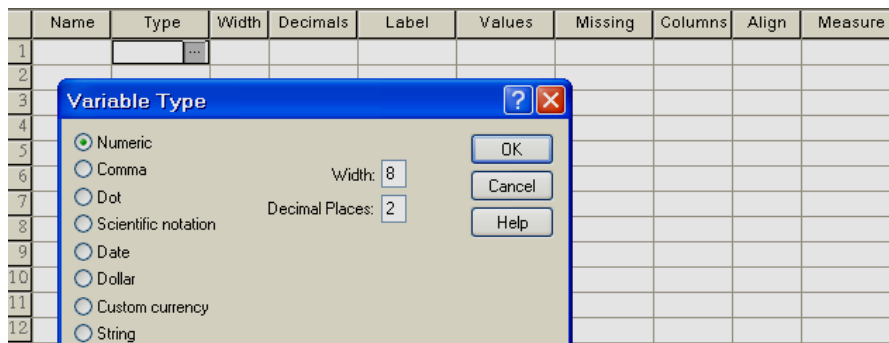 Name Type Width Decimals Label Values Missing Columns Align Measure
1 ...
2
3 Variable Type
4
5 Numeric OK
6 Comma Width: 8
Cancel
7 Dot Decimal Places: 2
8 Scientific notation Help
9 Date
10 Dollar
11 Custom currency
12 String